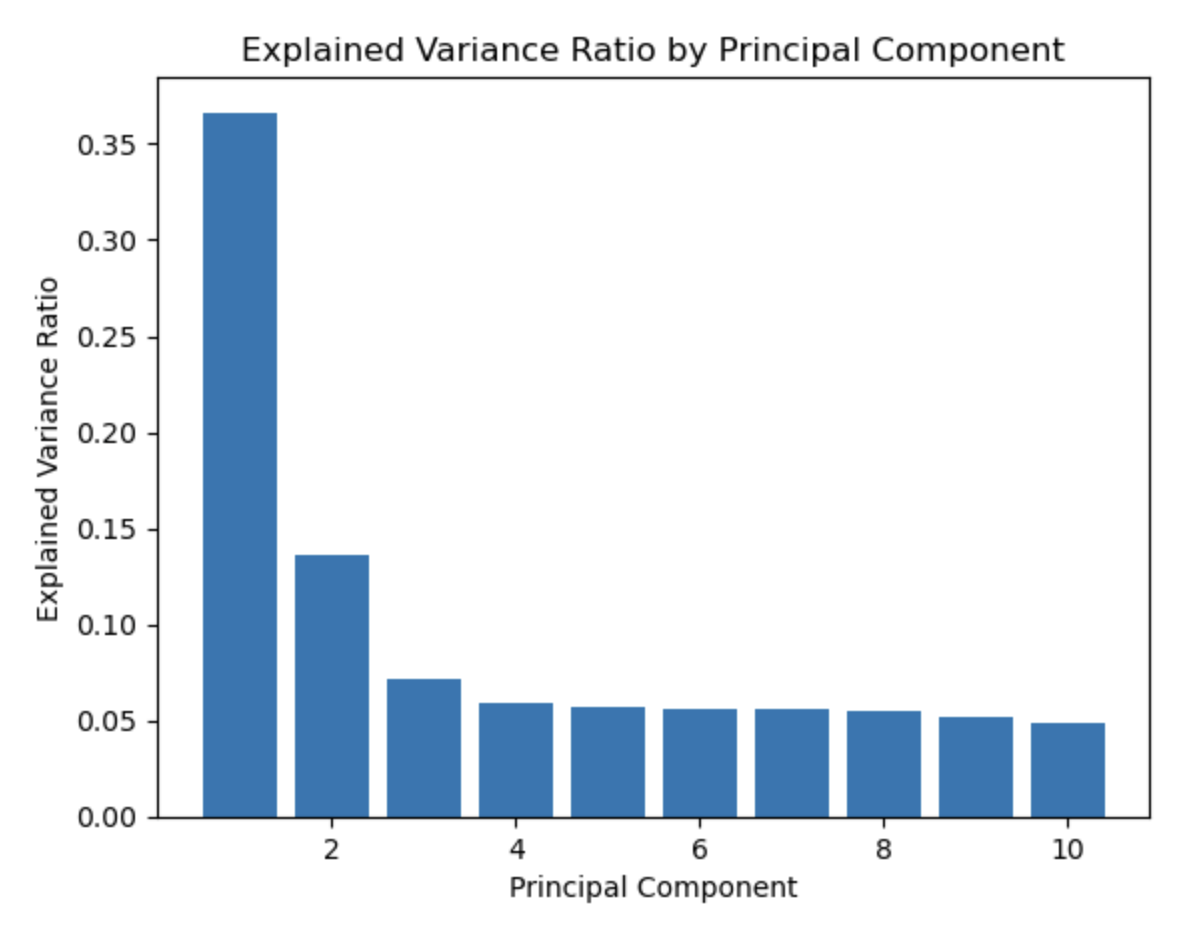 Explained Variance Ratio by Principal Component
Explained Variance Ratio
0.35
0.30
0.25
0.20
0.15
0.10
0.05
0.00
2 4 6 8 10
Principal Component